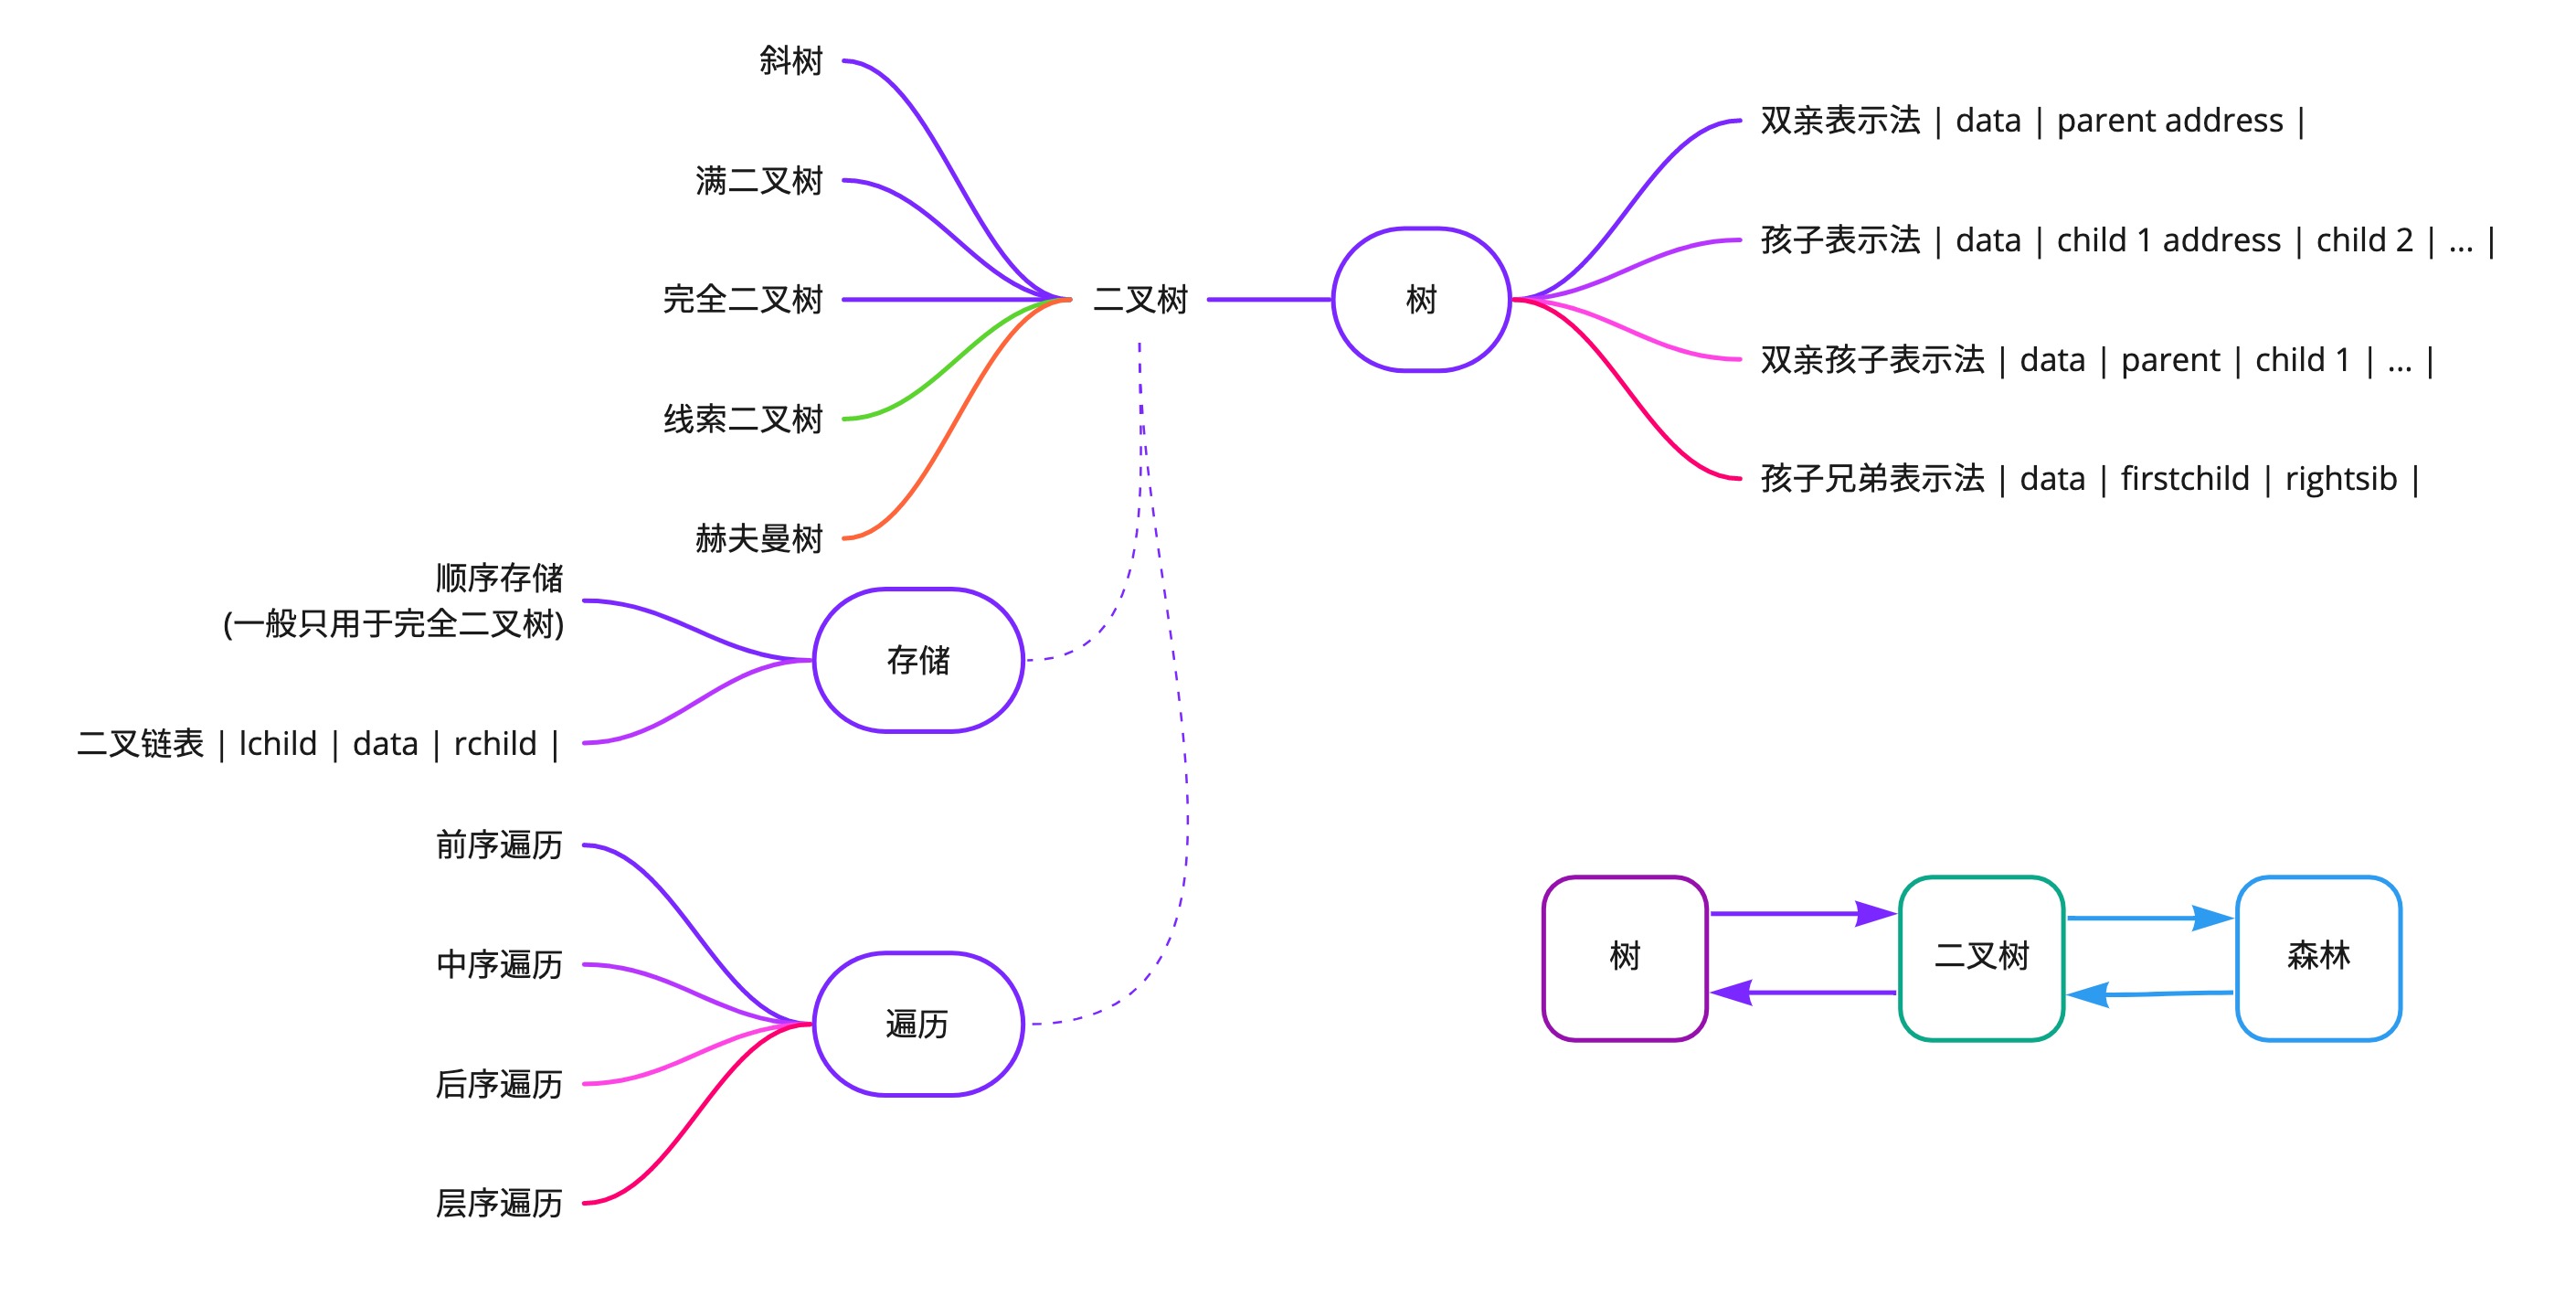 斜树
满二叉树
完全二叉树
线索二叉树
赫夫曼树
二叉树
树
双亲表示法 | data | parent address |
孩子表示法 | data | child 1 address | child 2 | ... |
双亲孩子表示法 | data | parent | child 1 | ... |
孩子兄弟表示法 | data | firstchild | rightsib |
顺序存储
(一般只用于完全二叉树)
二叉链表 | lchild | data | rchild |
存储
前序遍历
中序遍历
后序遍历
层序遍历
遍历
树
二叉树
森林